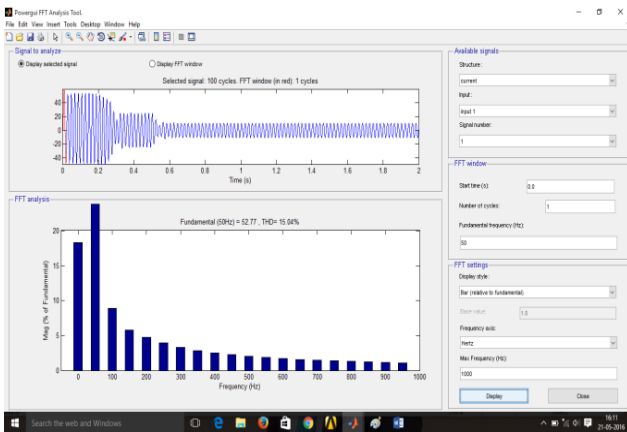 Powergui FFT Analysis Tool.
File Edit View Insert Tools Desktop Window Help
Signal to analyze
Display selected signal
Display FFT window
Selected signal: 100 cycles. FFT window (in red): 1 cycles
40
20
0
-20
-40
0 0.2 0.4 0.6 0.8 1 1.2 1.4 1.6 1.8 2
Time (s)
FFT analysis
Fundamental (50Hz) = 52.77 , THD= 15.04%
20
15
10
5
0
Mag (% of Fundamental)
0 100 200 300 400 500 600 700 800 900 1000
Frequency (Hz)
Available signals
Structure:
current
Input:
input 1
Signal number:
1
FFT window
Start time (s):
0.0
Number of cycles:
1
Fundamental frequency (Hz):
50
FFT settings
Display style:
Bar (relative to fundamental)
Base value:
1.0
Frequency axis:
Hertz
Max Frequency (Hz):
1000
Display
Close
Search the web and Windows
16:11
21-05-2016